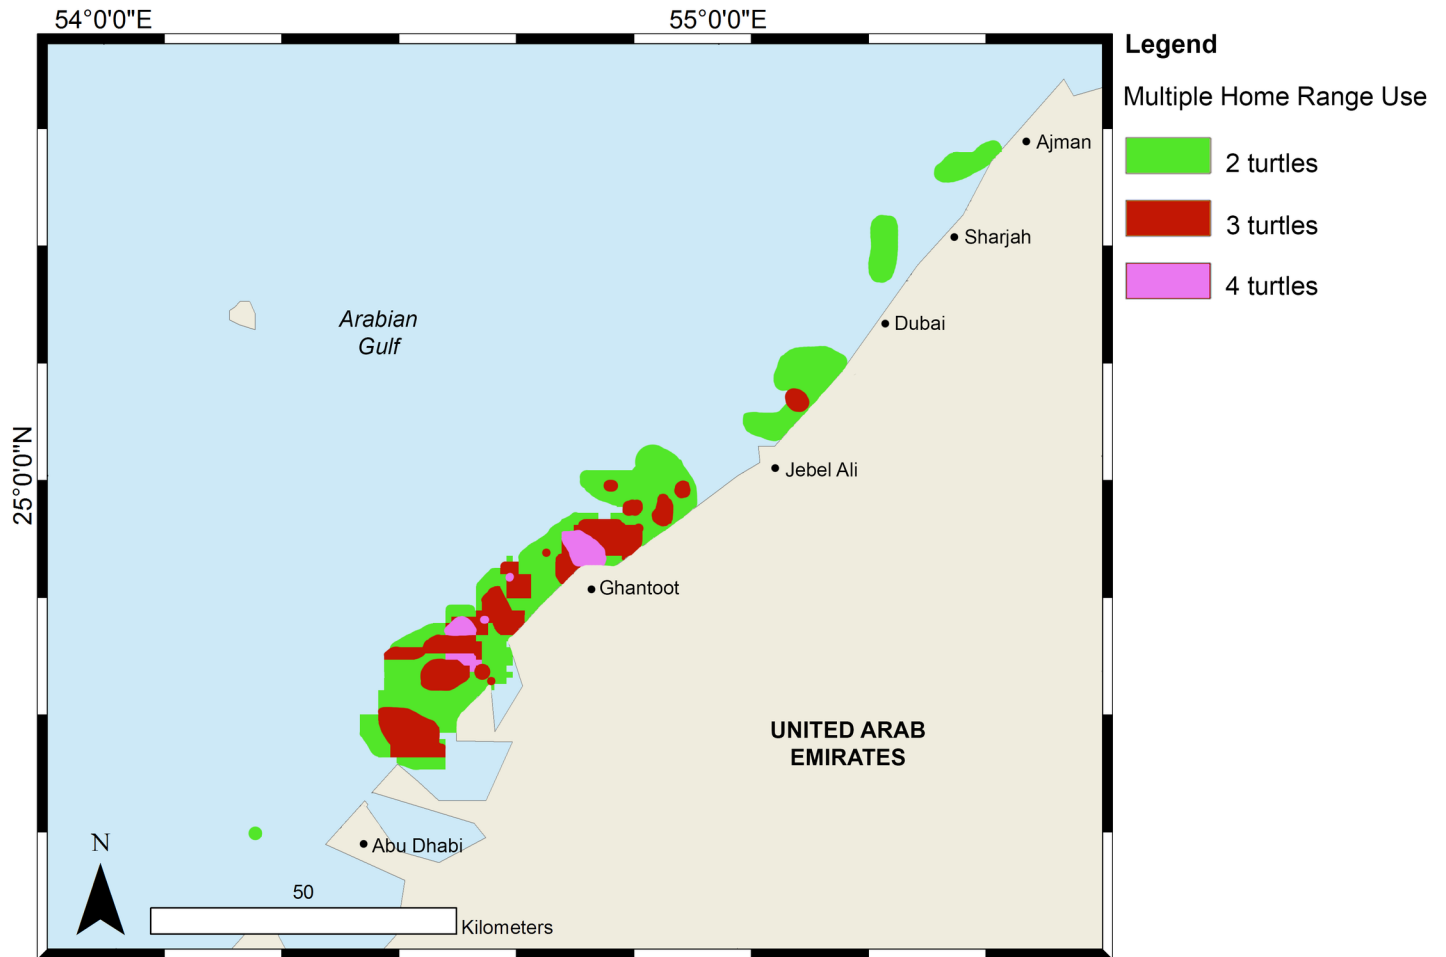 54°0'0"E
55°0'0"E
Legend
Multiple Home Range Use
2 turtles
3 turtles
4 turtles
Ajman
Sharjah
Arabian
Gulf
Dubai
25°0'0"N
Jebel Ali
Ghantoot
UNITED ARAB
EMIRATES
N
Abu Dhabi
50
Kilometers